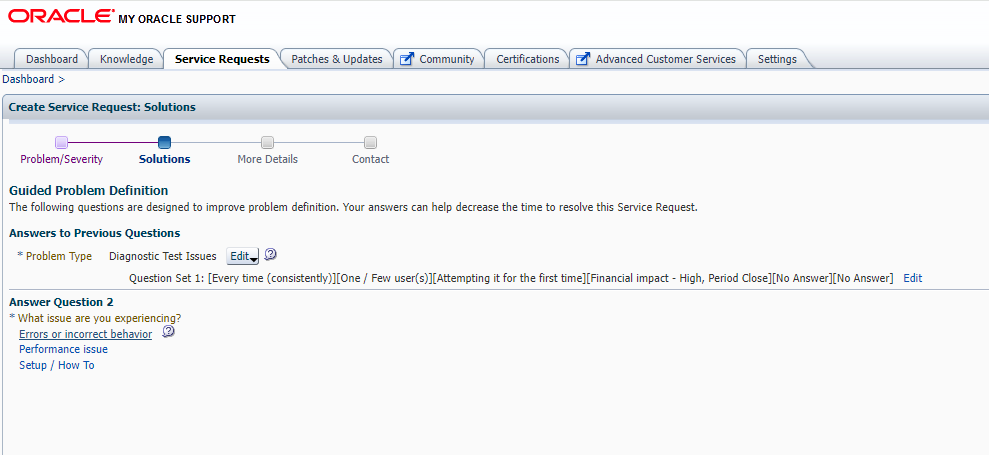 ORACLE MY ORACLE SUPPORT
Dashboard Knowledge Service Requests Patches & Updates Community Certifications Advanced Customer Services Settings
Dashboard >
Create Service Request: Solutions
Problem/Severity Solutions More Details Contact
Guided Problem Definition
The following questions are designed to improve problem definition. Your answers can help decrease the time to resolve this Service Request.
Answers to Previous Questions
* Problem Type Diagnostic Test Issues Edit
Question Set 1: [Every time (consistently)][One / Few user(s)][Attempting it for the first time][Financial impact - High, Period Close][No Answer][No Answer] Edit
Answer Question 2
* What issue are you experiencing?
Errors or incorrect behavior
Performance issue
Setup / How To